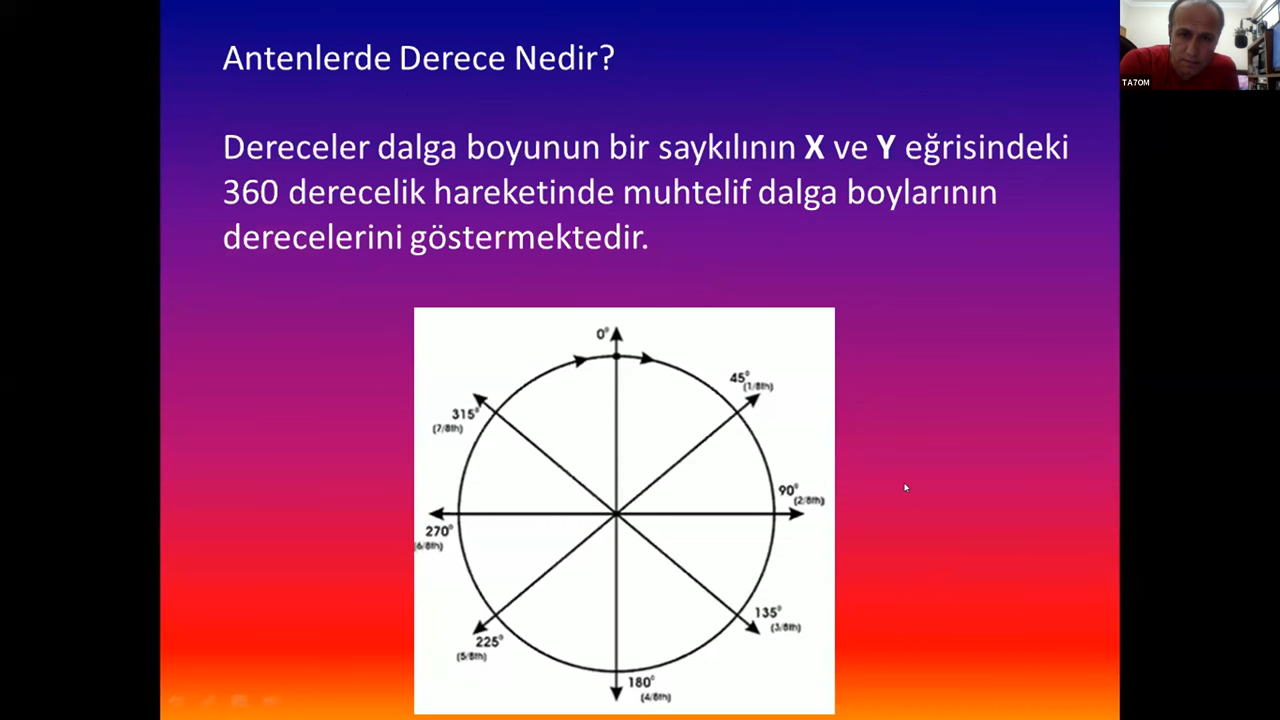 Antenlerde Derece Nedir?
TA7OM
Dereceler dalga boyunun bir saykılının X ve Y eğrisindeki
360 derecelik hareketinde muhtelif dalga boylarının
derecelerini göstermektedir.
0°
45°
(1/8th)
315°
(7/8th)
90°
(2/8th)
270°
(6/8th)
135°
(3/8th)
225°
(5/8th)
180°
(4/8th)